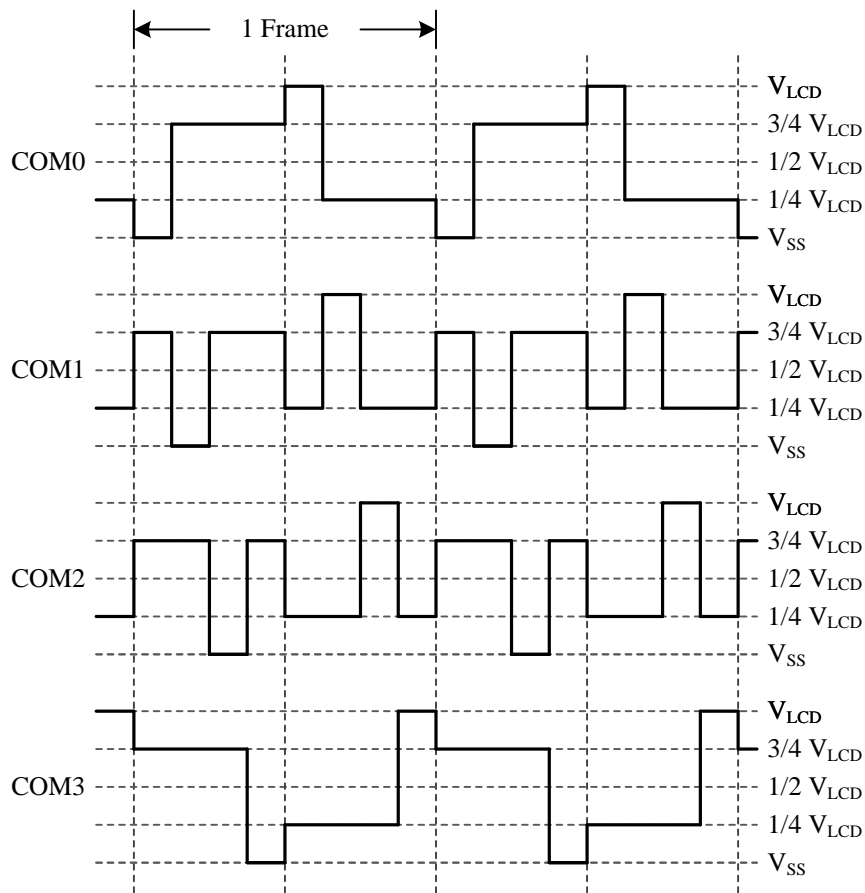 1 Frame
COM0
V_LCD
3/4 V_LCD
1/2 V_LCD
1/4 V_LCD
V_SS
COM1
V_LCD
3/4 V_LCD
1/2 V_LCD
1/4 V_LCD
V_SS
COM2
V_LCD
3/4 V_LCD
1/2 V_LCD
1/4 V_LCD
V_SS
COM3
V_LCD
3/4 V_LCD
1/2 V_LCD
1/4 V_LCD
V_SS